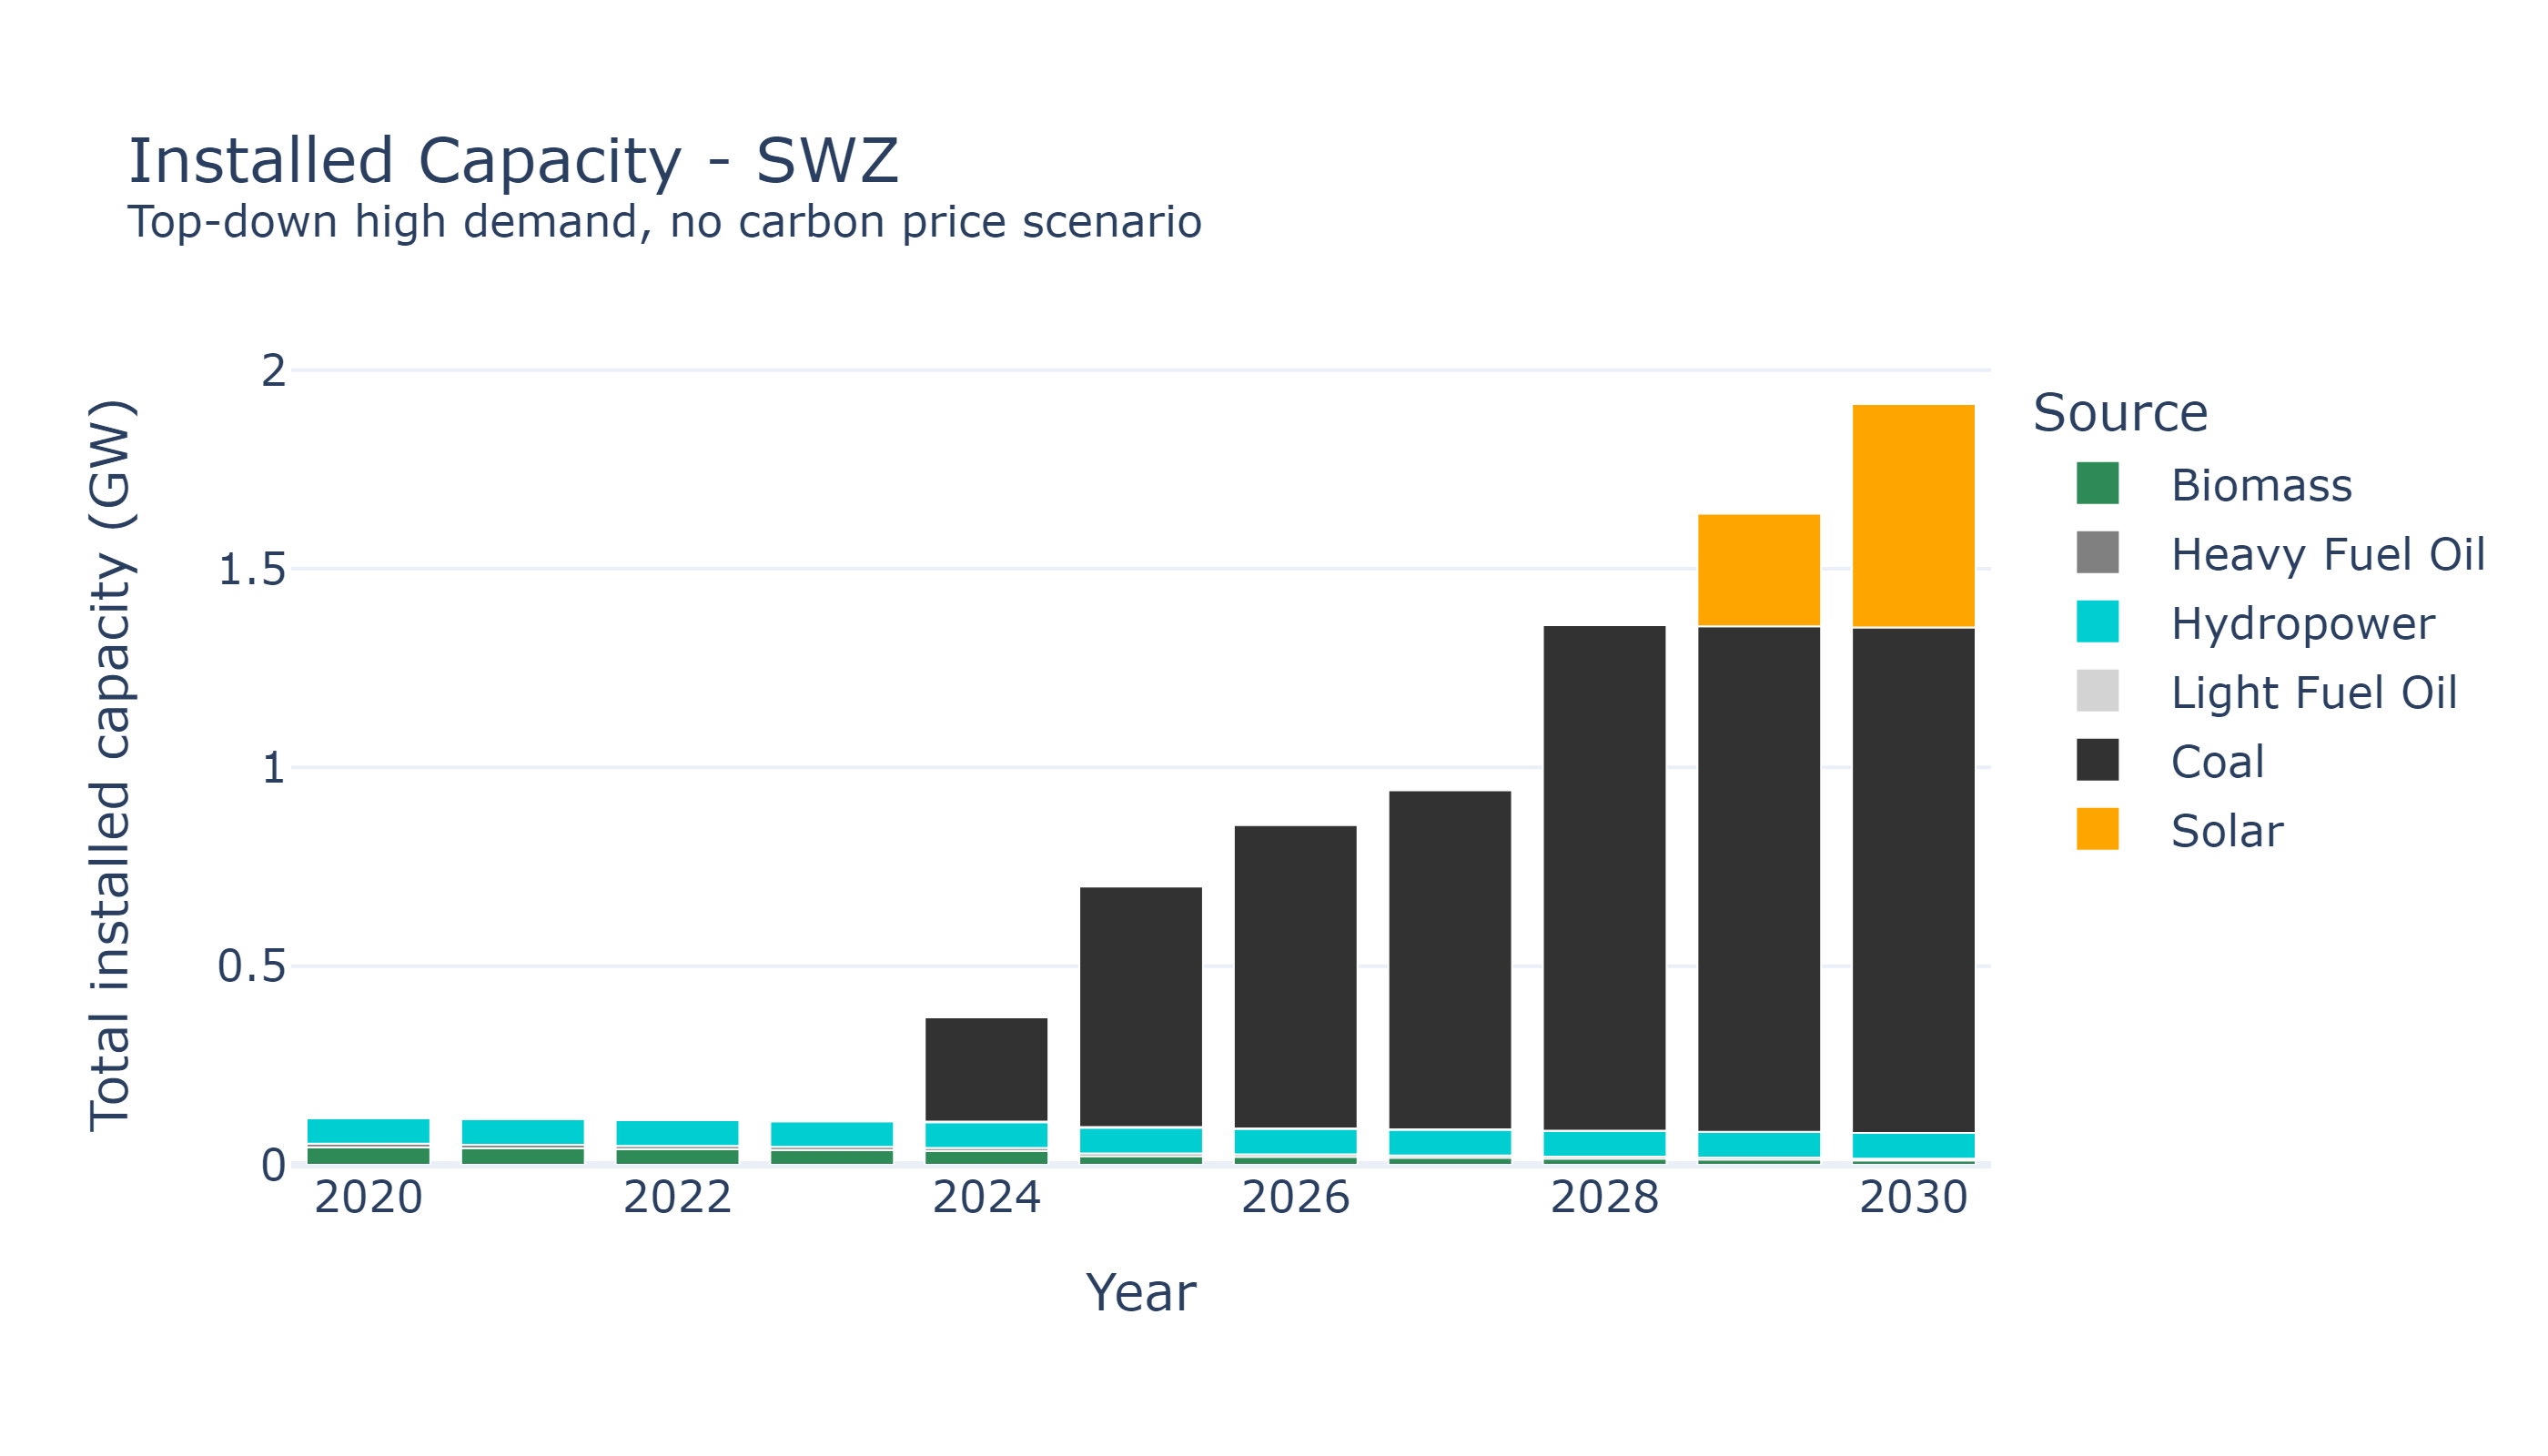 Installed Capacity - SWZ
Top-down high demand, no carbon price scenario
Total installed capacity (GW)
2
1.5
1
0.5
0
2020
2022
2024
2026
2028
2030
Year
Source
Biomass
Heavy Fuel Oil
Hydropower
Light Fuel Oil
Coal
Solar